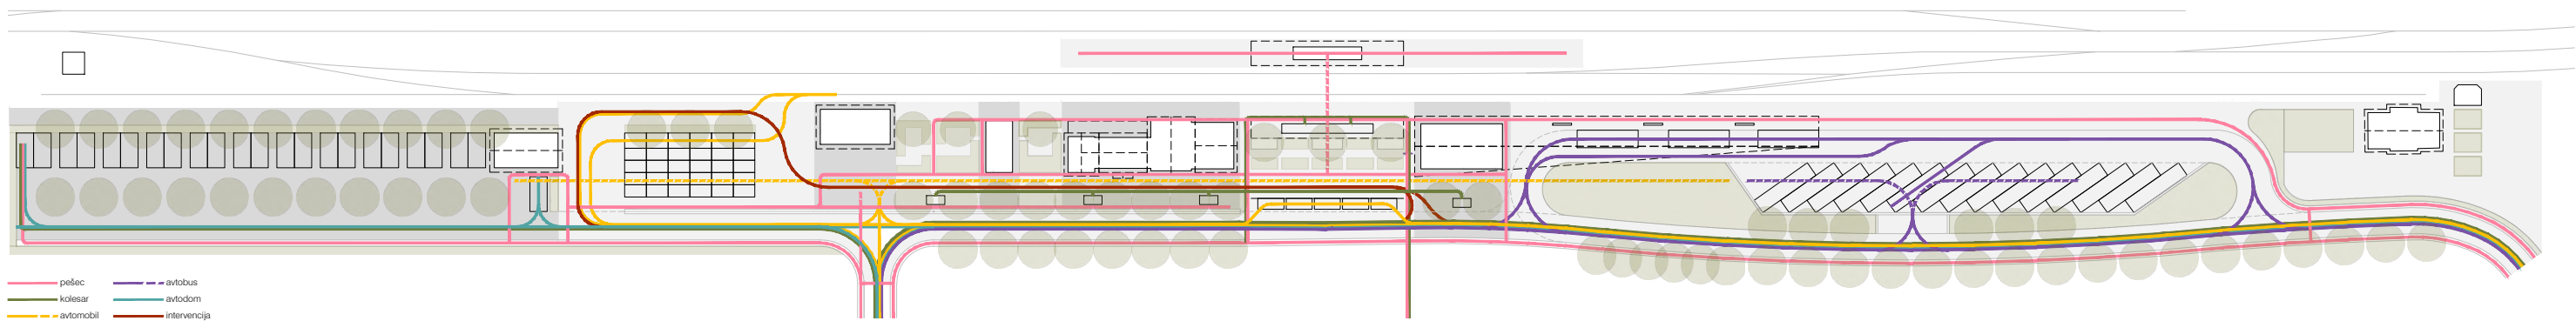 pešec
avtobus
kolesar
avtodom
avtomobil
intervencija